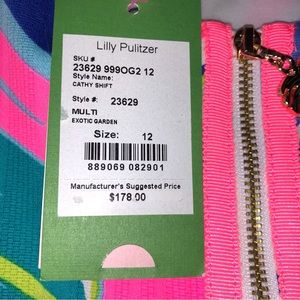 Lilly Pulitzer
SKU #
23629 999OG2 12
Style Name:
CATHY SHIFT
Style #: 23629
MULTI
EXOTIC GARDEN
Size: 12
889069 082901
Manufacturer's Suggested Price
$178.00